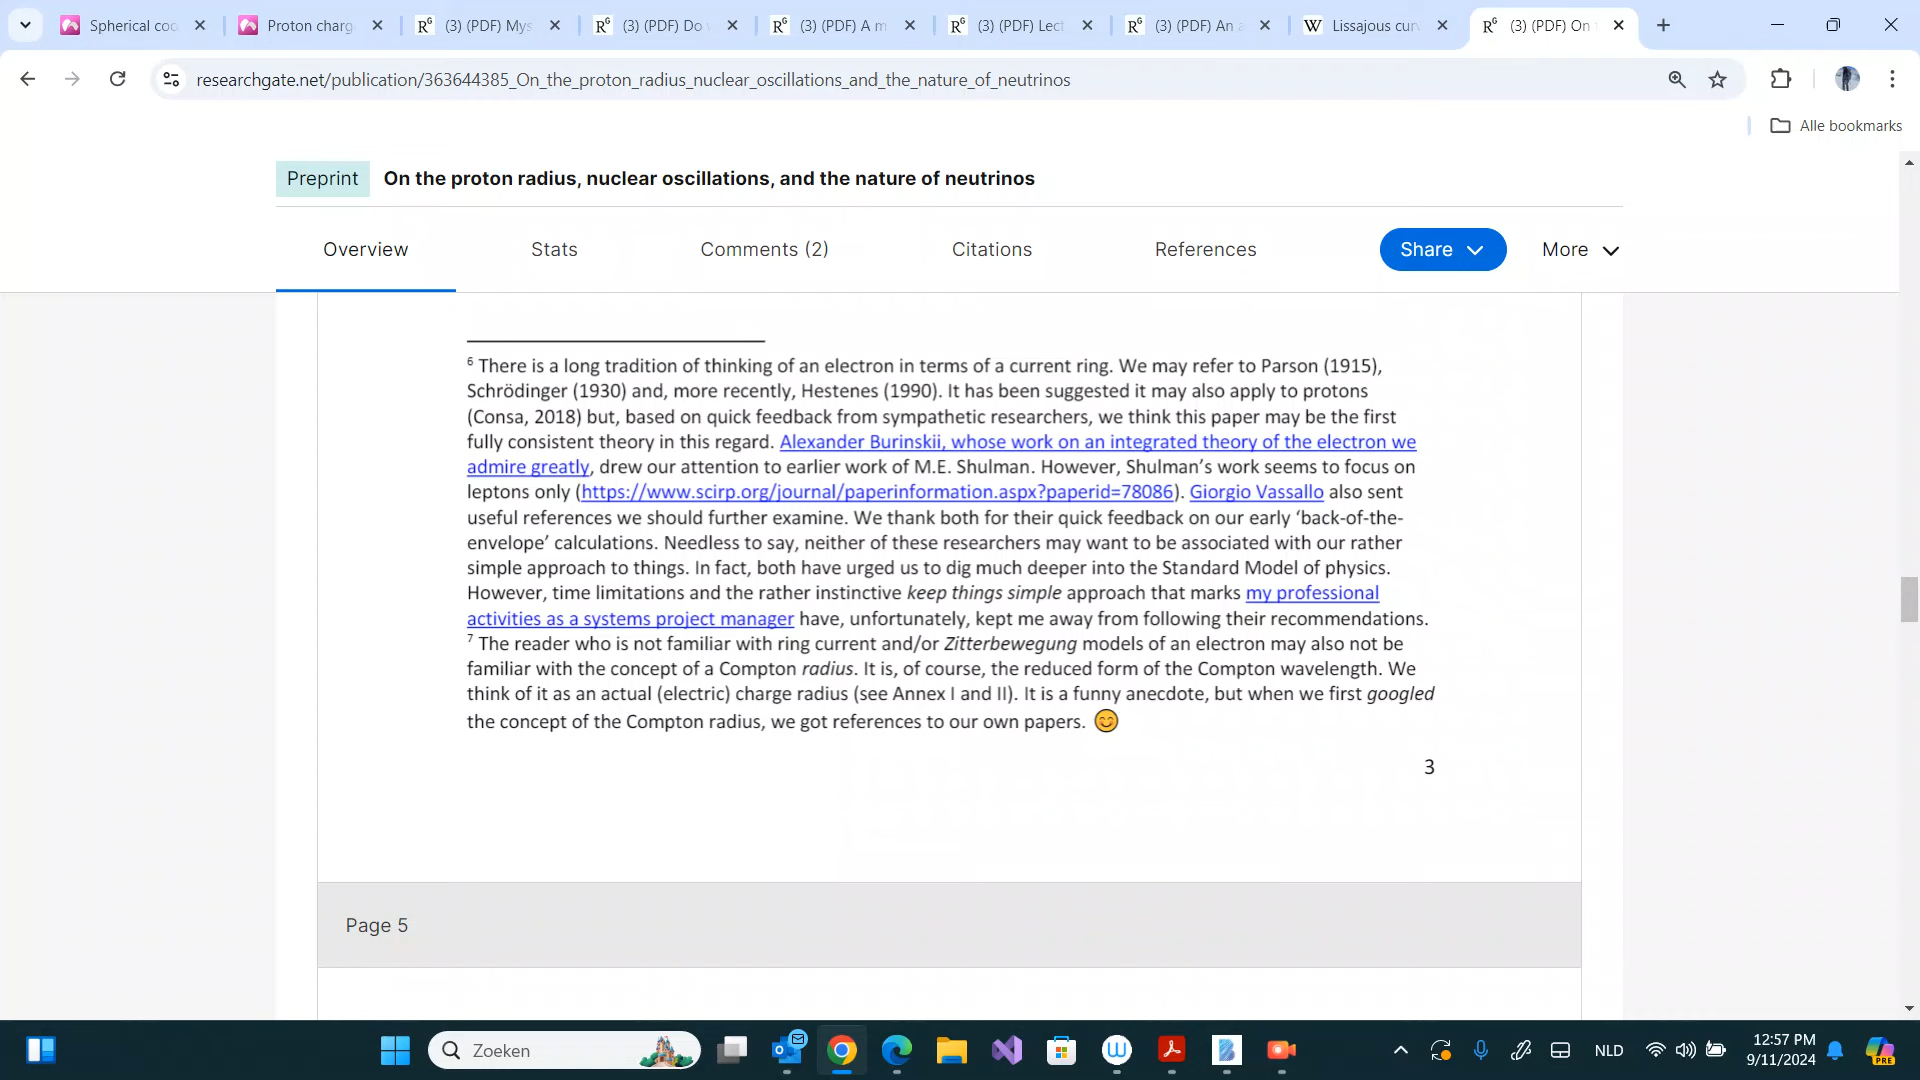 Spherical coo
Proton charg
R⁶ (3) (PDF) Mys
R⁶ (3) (PDF) Do
R⁶ (3) (PDF) A m
R⁶ (3) (PDF) Lect
R⁶ (3) (PDF) An a
W Lissajous cur
R⁶ (3) (PDF) On
researchgate.net/publication/363644385_On_the_proton_radius_nuclear_oscillations_and_the_nature_of_neutrinos
Alle bookmarks
Preprint On the proton radius, nuclear oscillations, and the nature of neutrinos
Overview Stats Comments (2) Citations References Share More
⁶ There is a long tradition of thinking of an electron in terms of a current ring. We may refer to Parson (1915),
Schrödinger (1930) and, more recently, Hestenes (1990). It has been suggested it may also apply to protons
(Consa, 2018) but, based on quick feedback from sympathetic researchers, we think this paper may be the first
fully consistent theory in this regard. Alexander Burinskii, whose work on an integrated theory of the electron we
admire greatly, drew our attention to earlier work of M.E. Shulman. However, Shulman’s work seems to focus on
leptons only (https://www.scirp.org/journal/paperinformation.aspx?paperid=78086). Giorgio Vassallo also sent
useful references we should further examine. We thank both for their quick feedback on our early ‘back-of-the-
envelope’ calculations. Needless to say, neither of these researchers may want to be associated with our rather
simple approach to things. In fact, both have urged us to dig much deeper into the Standard Model of physics.
However, time limitations and the rather instinctive keep things simple approach that marks my professional
activities as a systems project manager have, unfortunately, kept me away from following their recommendations.
⁷ The reader who is not familiar with ring current and/or Zitterbewegung models of an electron may also not be
familiar with the concept of a Compton radius. It is, of course, the reduced form of the Compton wavelength. We
think of it as an actual (electric) charge radius (see Annex I and II). It is a funny anecdote, but when we first googled
the concept of the Compton radius, we got references to our own papers. 😊
3
Page 5
Zoeken
NLD
12:57 PM
9/11/2024
PRE